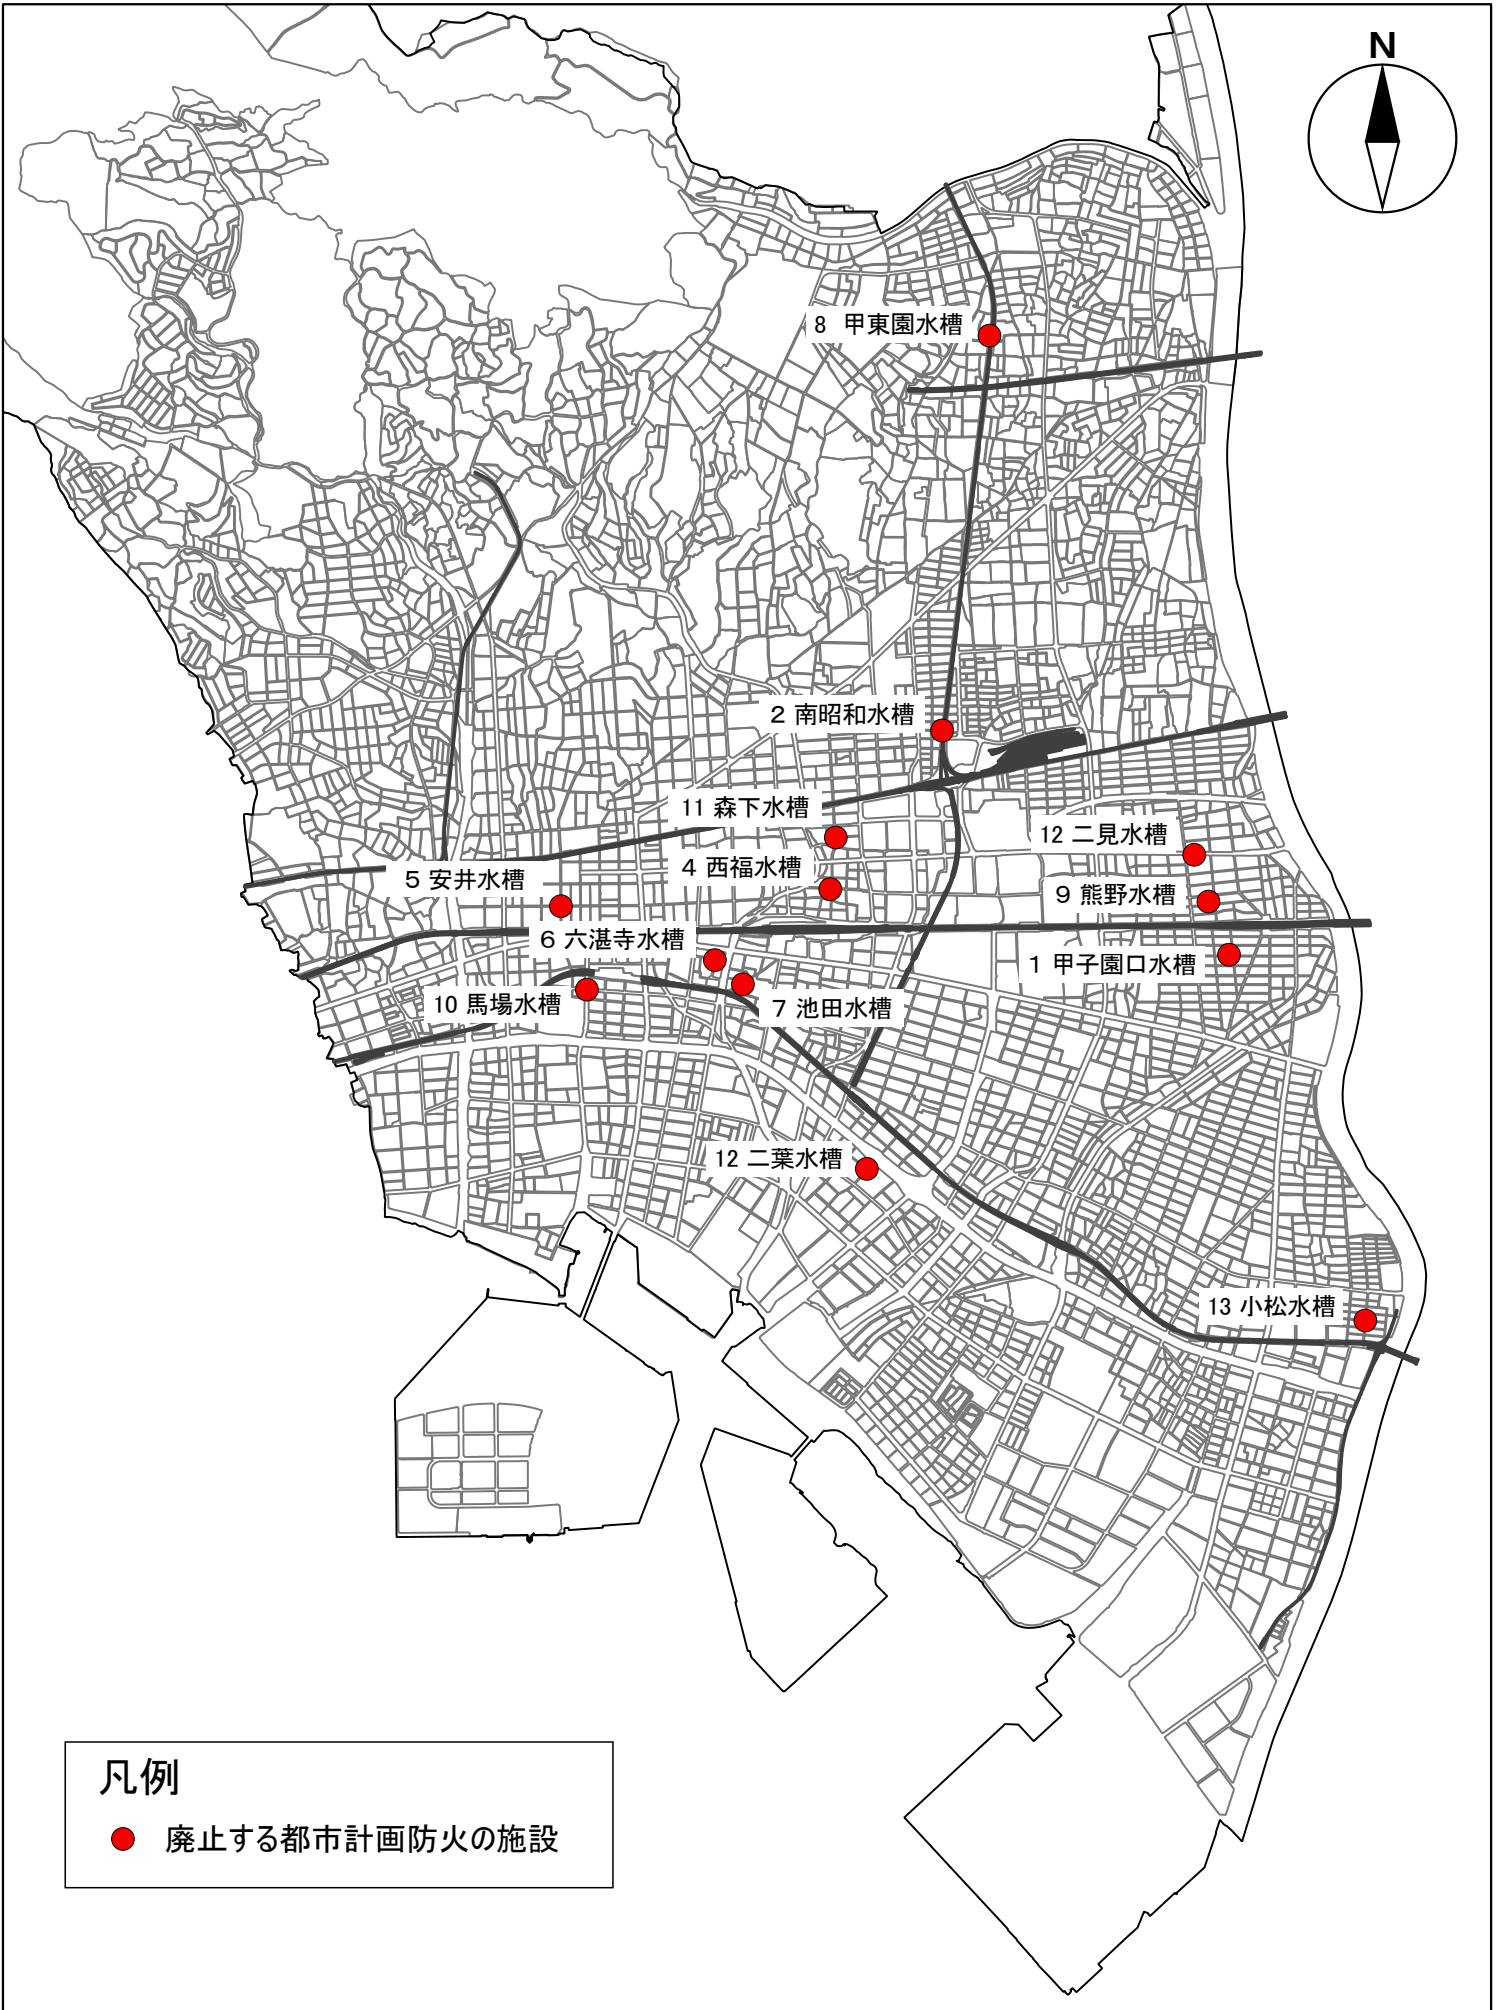 N
8 甲東園水槽
2 南昭和水槽
11 森下水槽
12 二見水槽
4 西福水槽
5 安井水槽
9 熊野水槽
6 六湛寺水槽
1 甲子園口水槽
10 馬場水槽
7 池田水槽
12 二葉水槽
13 小松水槽
凡例
廃止する都市計画防火の施設